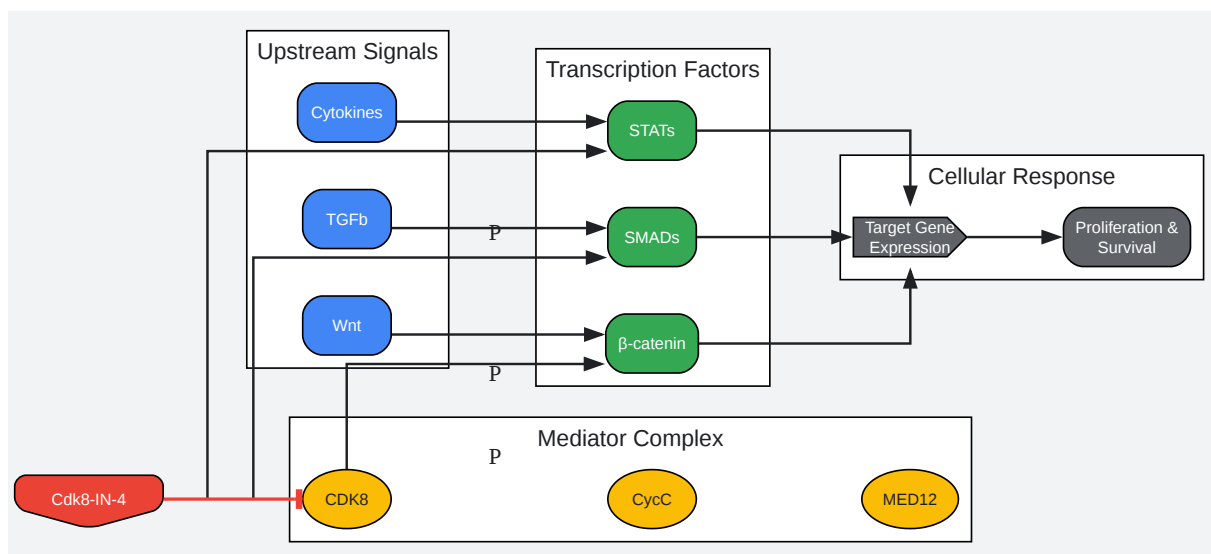 Upstream Signals
Cytokines
TGFb
Wnt
Transcription Factors
STATs
SMADs
β-catenin
P
P
P
Cellular Response
Target Gene
Expression
Proliferation &
Survival
Mediator Complex
CDK8
CycC
MED12
Cdk8-IN-4